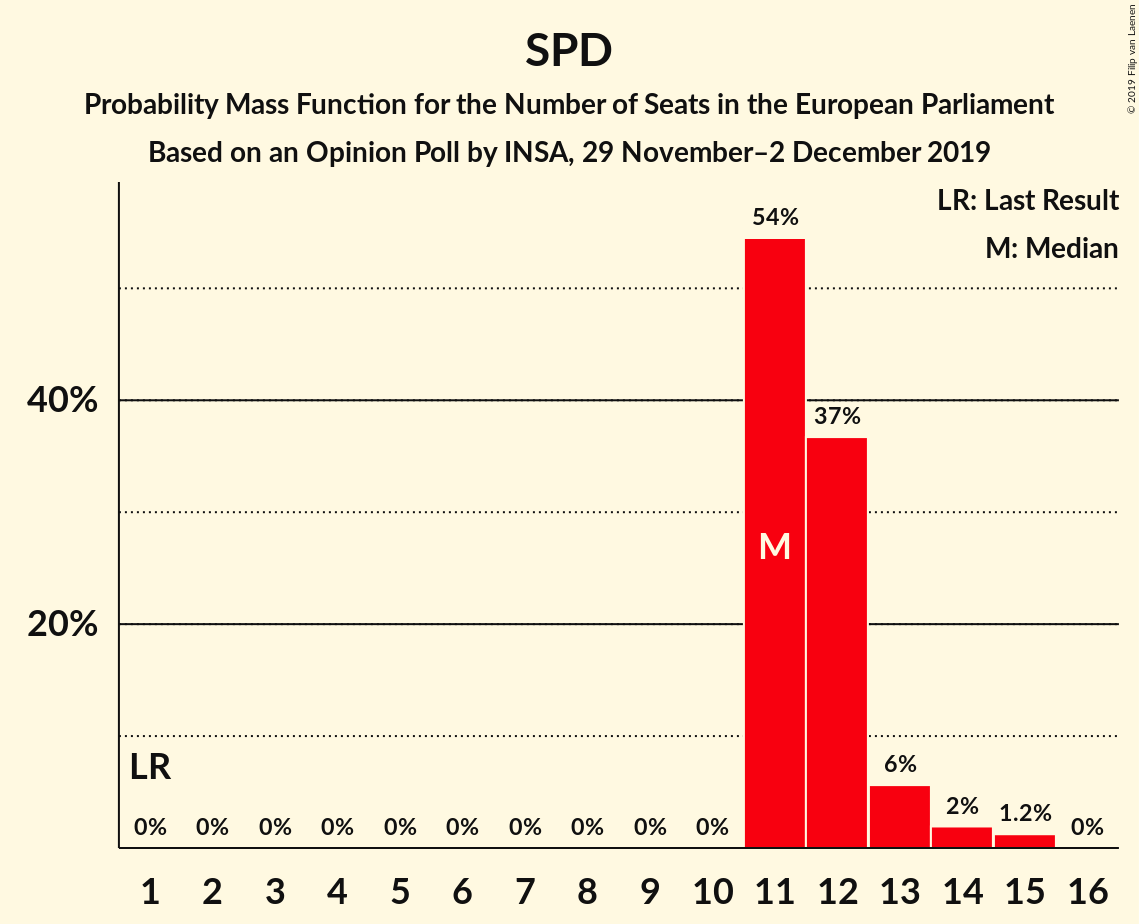 SPD
Probability Mass Function for the Number of Seats in the European Parliament
Based on an Opinion Poll by INSA, 29 November–2 December 2019
© 2019 Filip van Laenen
LR: Last Result
M: Median
54%
40%
37%
M
20%
LR
6%
2%
1.2%
0% 0% 0% 0% 0% 0% 0% 0% 0% 0% 0%
1 2 3 4 5 6 7 8 9 10 11 12 13 14 15 16